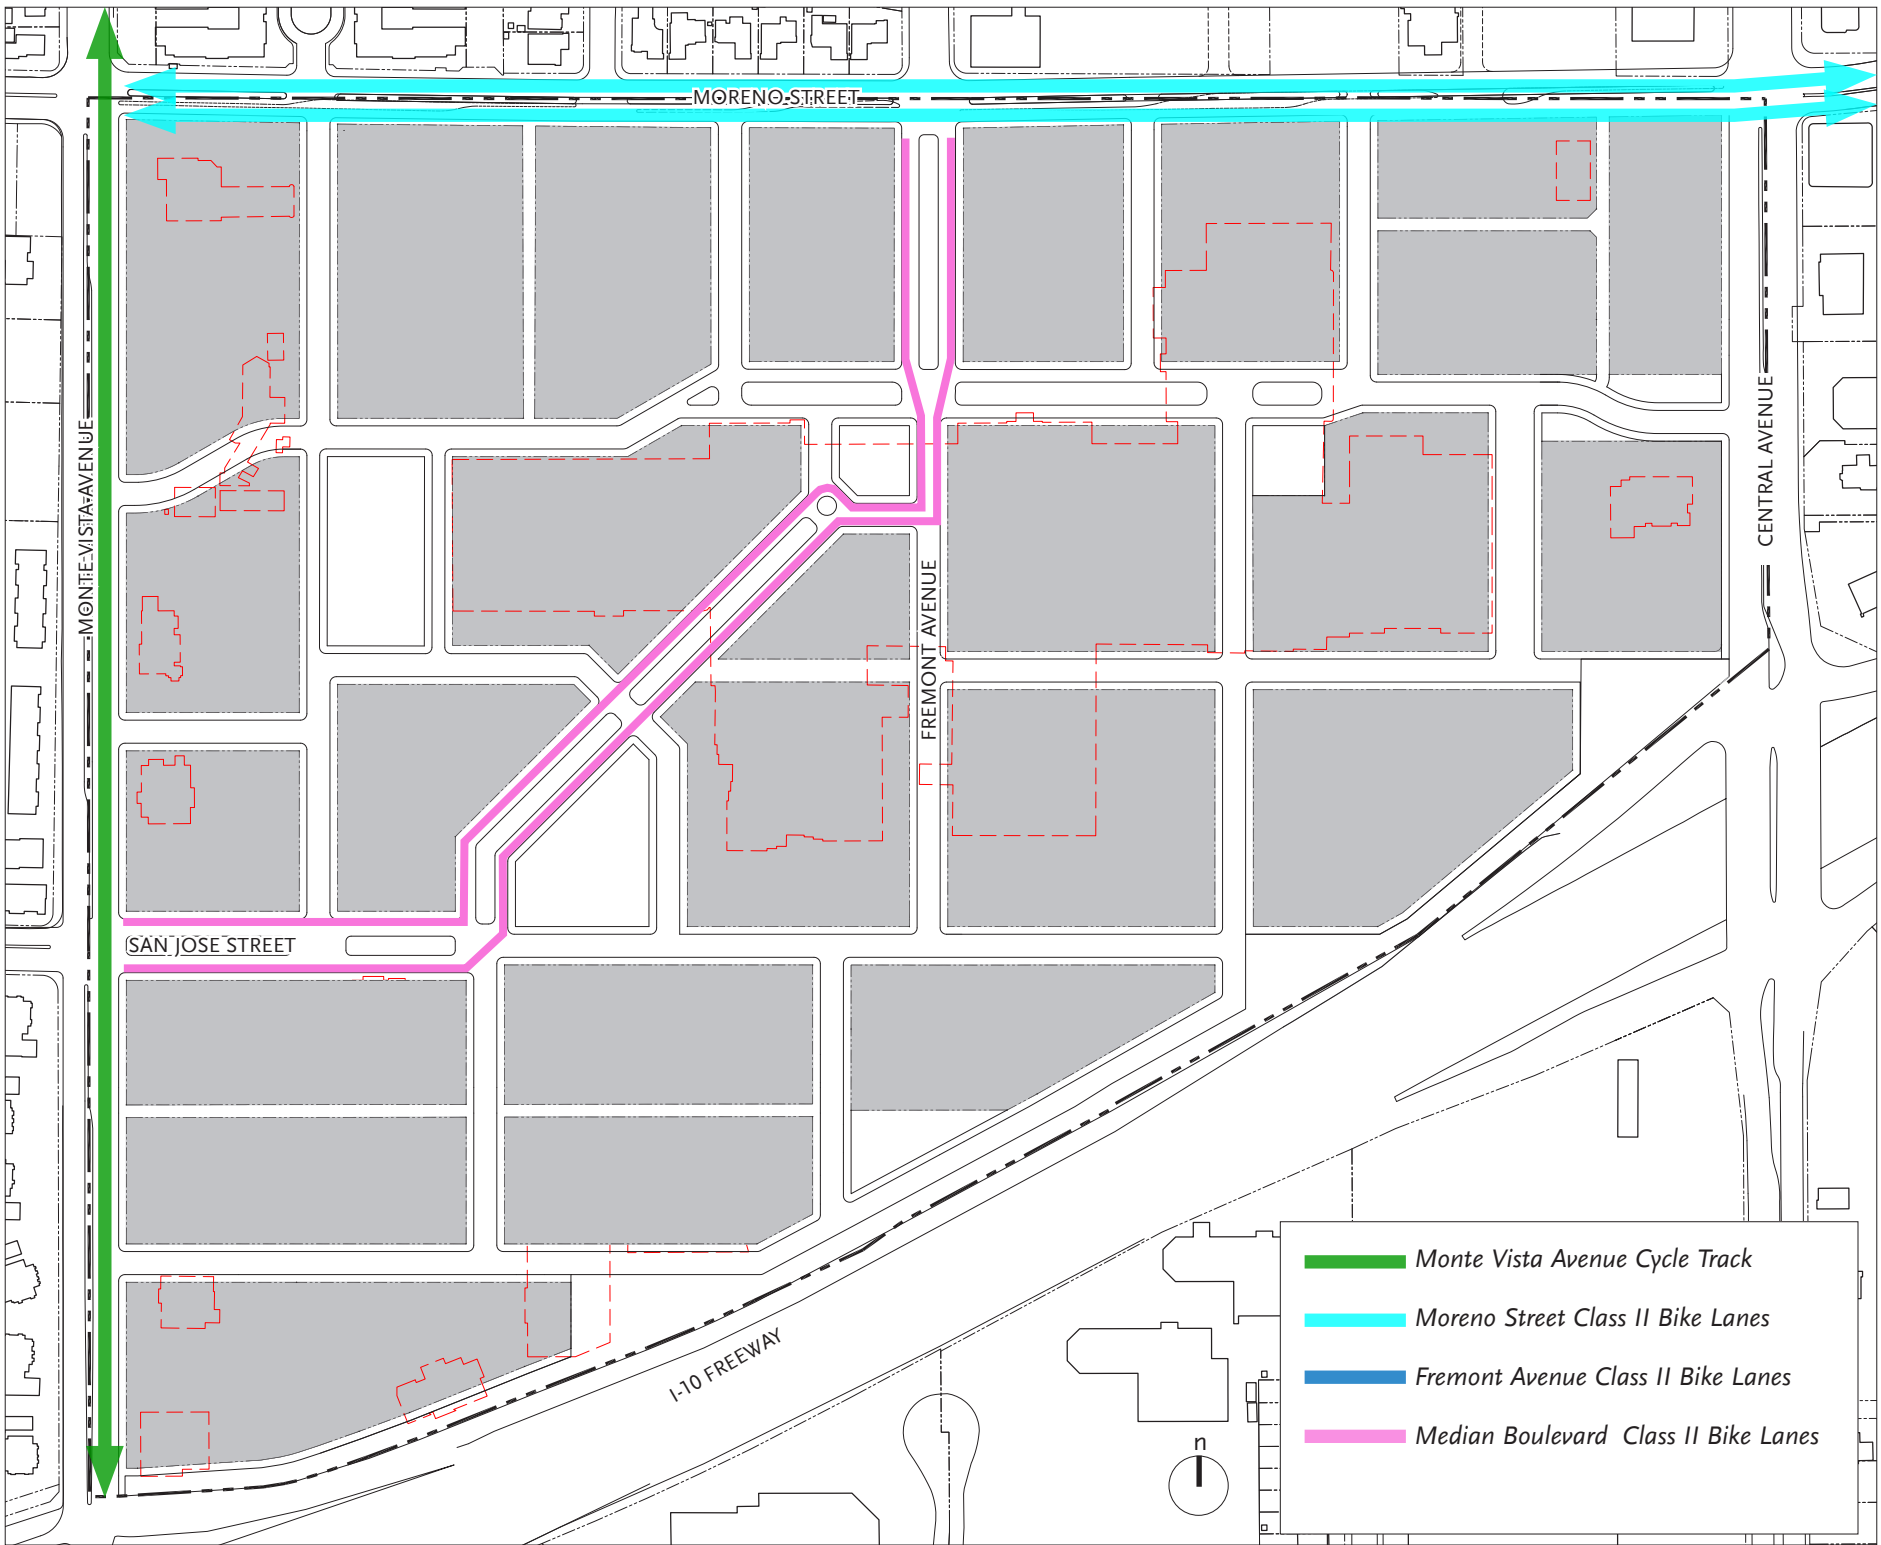 MORENO STREET
MONTE VISTA AVENUE
CENTRAL AVENUE
FREMONT AVENUE
SAN JOSE STREET
I-10 FREEWAY
n
Monte Vista Avenue Cycle Track
Moreno Street Class II Bike Lanes
Fremont Avenue Class II Bike Lanes
Median Boulevard Class II Bike Lanes